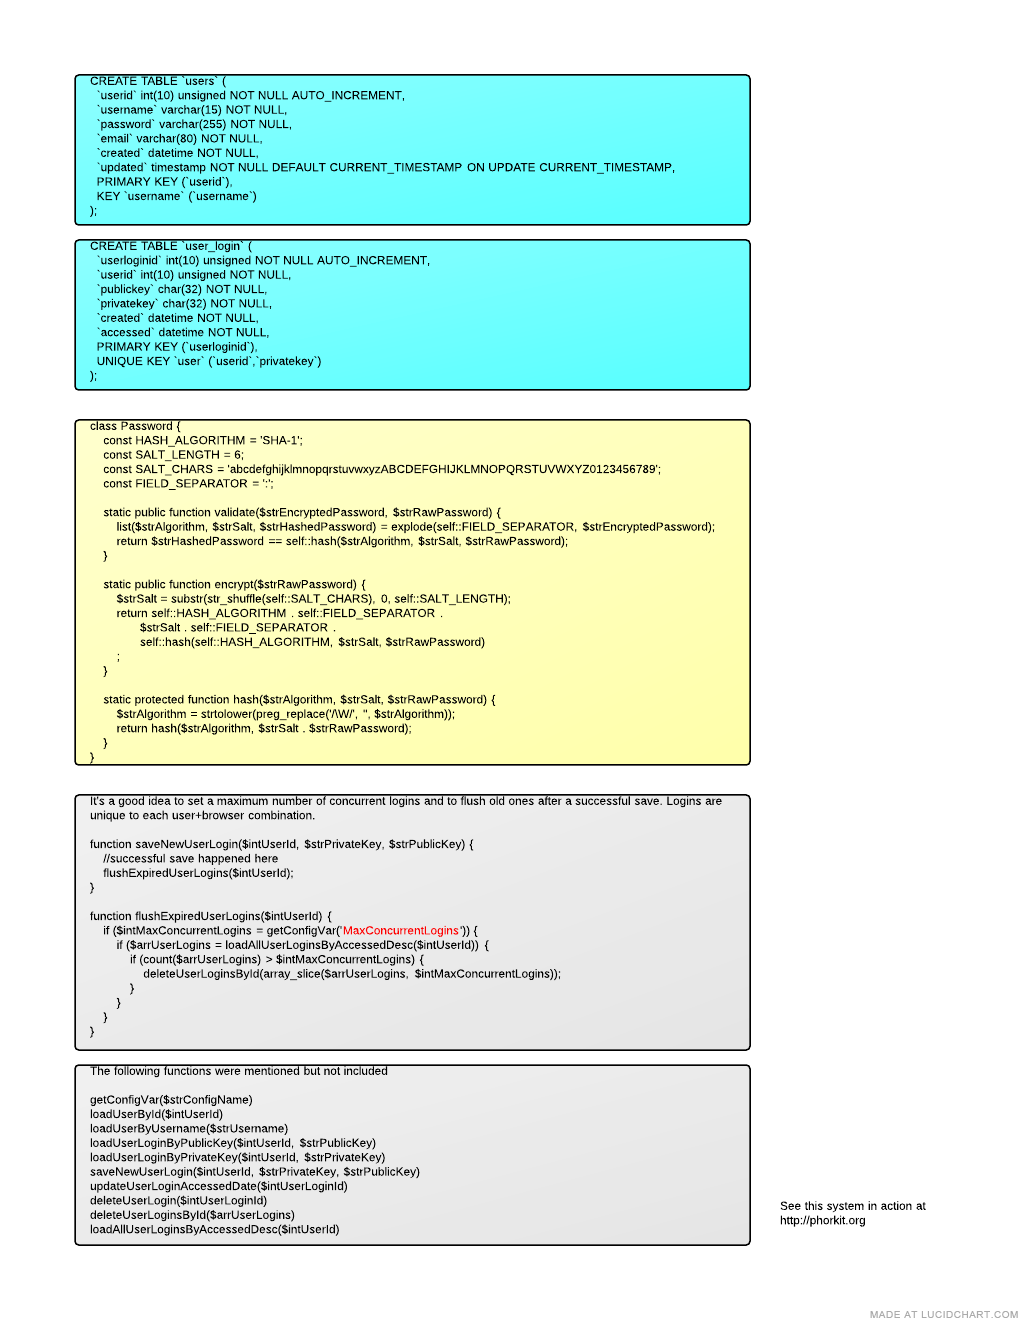 CREATE TABLE `users` (
`userid` int(10) unsigned NOT NULL AUTO_INCREMENT,
`username` varchar(15) NOT NULL,
`password` varchar(255) NOT NULL,
`email` varchar(80) NOT NULL,
`created` datetime NOT NULL,
`updated` timestamp NOT NULL DEFAULT CURRENT_TIMESTAMP ON UPDATE CURRENT_TIMESTAMP,
PRIMARY KEY (`userid`),
KEY `username` (`username`)
);
CREATE TABLE `user_login` (
`userloginid` int(10) unsigned NOT NULL AUTO_INCREMENT,
`userid` int(10) unsigned NOT NULL,
`publickey` char(32) NOT NULL,
`privatekey` char(32) NOT NULL,
`created` datetime NOT NULL,
`accessed` datetime NOT NULL,
PRIMARY KEY (`userloginid`),
UNIQUE KEY `user` (`userid`,`privatekey`)
);
class Password {
const HASH_ALGORITHM = 'SHA-1';
const SALT_LENGTH = 6;
const SALT_CHARS = 'abcdefghijklmnopqrstuvwxyzABCDEFGHIJKLMNOPQRSTUVWXYZ0123456789';
const FIELD_SEPARATOR = ':';
static public function validate($strEncryptedPassword, $strRawPassword) {
list($strAlgorithm, $strSalt, $strHashedPassword) = explode(self::FIELD_SEPARATOR, $strEncryptedPassword);
return $strHashedPassword == self::hash($strAlgorithm, $strSalt, $strRawPassword);
}
static public function encrypt($strRawPassword) {
$strSalt = substr(str_shuffle(self::SALT_CHARS), 0, self::SALT_LENGTH);
return self::HASH_ALGORITHM . self::FIELD_SEPARATOR .
$strSalt . self::FIELD_SEPARATOR .
self::hash(self::HASH_ALGORITHM, $strSalt, $strRawPassword)
;
}
static protected function hash($strAlgorithm, $strSalt, $strRawPassword) {
$strAlgorithm = strtolower(preg_replace('/\W/', '', $strAlgorithm));
return hash($strAlgorithm, $strSalt . $strRawPassword);
}
}
It's a good idea to set a maximum number of concurrent logins and to flush old ones after a successful save. Logins are
unique to each user+browser combination.
function saveNewUserLogin($intUserId, $strPrivateKey, $strPublicKey) {
//successful save happened here
flushExpiredUserLogins($intUserId);
}
function flushExpiredUserLogins($intUserId) {
if ($intMaxConcurrentLogins = getConfigVar('MaxConcurrentLogins')) {
if ($arrUserLogins = loadAllUserLoginsByAccessedDesc($intUserId)) {
if (count($arrUserLogins) > $intMaxConcurrentLogins) {
deleteUserLoginsById(array_slice($arrUserLogins, $intMaxConcurrentLogins));
}
}
}
}
The following functions were mentioned but not included
getConfigVar($strConfigName)
loadUserById($intUserId)
loadUserByUsername($strUsername)
loadUserLoginByPublicKey($intUserId, $strPublicKey)
loadUserLoginByPrivateKey($intUserId, $strPrivateKey)
saveNewUserLogin($intUserId, $strPrivateKey, $strPublicKey)
updateUserLoginAccessedDate($intUserLoginId)
deleteUserLogin($intUserLoginId)
deleteUserLoginsById($arrUserLogins)
loadAllUserLoginsByAccessedDesc($intUserId)
See this system in action at
http://phorkit.org
MADE AT LUCIDCHART.COM